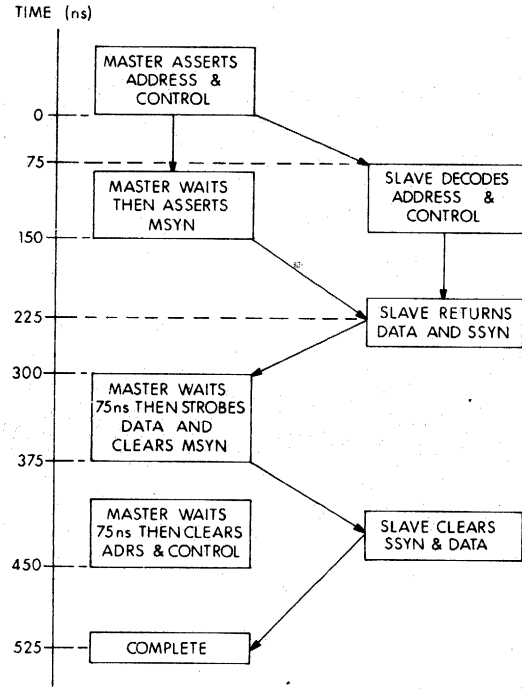 TIME (ns)
MASTER ASSERTS
ADDRESS &
CONTROL
0
75
MASTER WAITS
THEN ASSERTS
MSYN
SLAVE DECODES
ADDRESS &
CONTROL
150
225
SLAVE RETURNS
DATA AND SSYN
300
MASTER WAITS
75ns THEN STROBES
DATA AND
CLEARS MSYN
375
MASTER WAITS
75ns THEN CLEARS
ADRS & CONTROL
SLAVE CLEARS
SSYN & DATA
450
525
COMPLETE